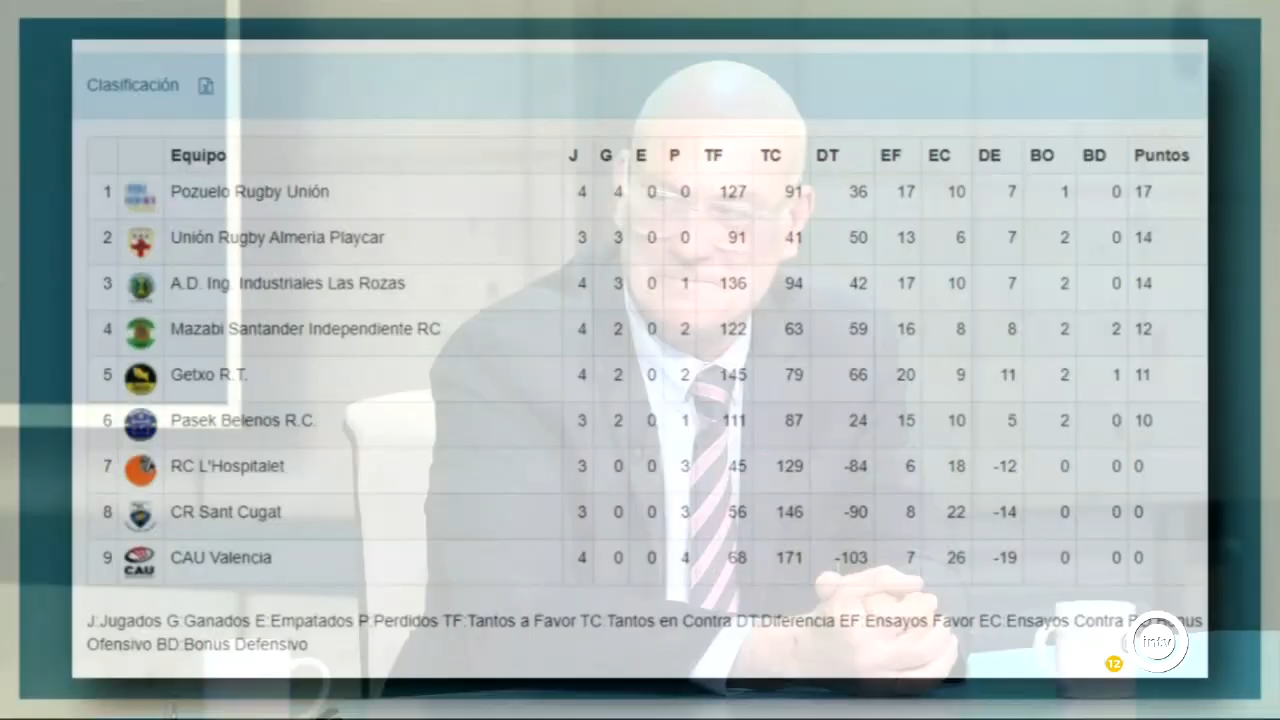 Clasificación
Equipo J G E P TF TC DT EF EC DE BO BD Puntos
1 Pozuelo Rugby Unión 4 4 0 0 127 91 36 17 10 7 1 0 17
2 Unión Rugby Almeria Playcar 3 3 0 0 91 41 50 13 6 7 2 0 14
3 A.D. Ing. Industriales Las Rozas 4 3 0 1 136 94 42 17 10 7 2 0 14
4 Mazabi Santander Independiente RC 4 2 0 2 122 63 59 16 8 8 2 2 12
5 Getxo R.T. 4 2 0 2 145 79 66 20 9 11 2 1 11
6 Pasek Belenos R.C. 3 2 0 1 111 87 24 15 10 5 2 0 10
7 RC L'Hospitalet 3 0 0 3 45 129 -84 6 18 -12 0 0 0
8 CR Sant Cugat 3 0 0 3 56 146 -90 8 22 -14 0 0 0
9 CAU Valencia 4 0 0 4 68 171 -103 7 26 -19 0 0 0
CAU
J:Jugados G:Ganados E:Empatados P:Perdidos TF:Tantos a Favor TC:Tantos en Contra DT:Diferencia EF:Ensayos Favor EC:Ensayos Contra
Ofensivo BD:Bonus Defensivo
intv
12